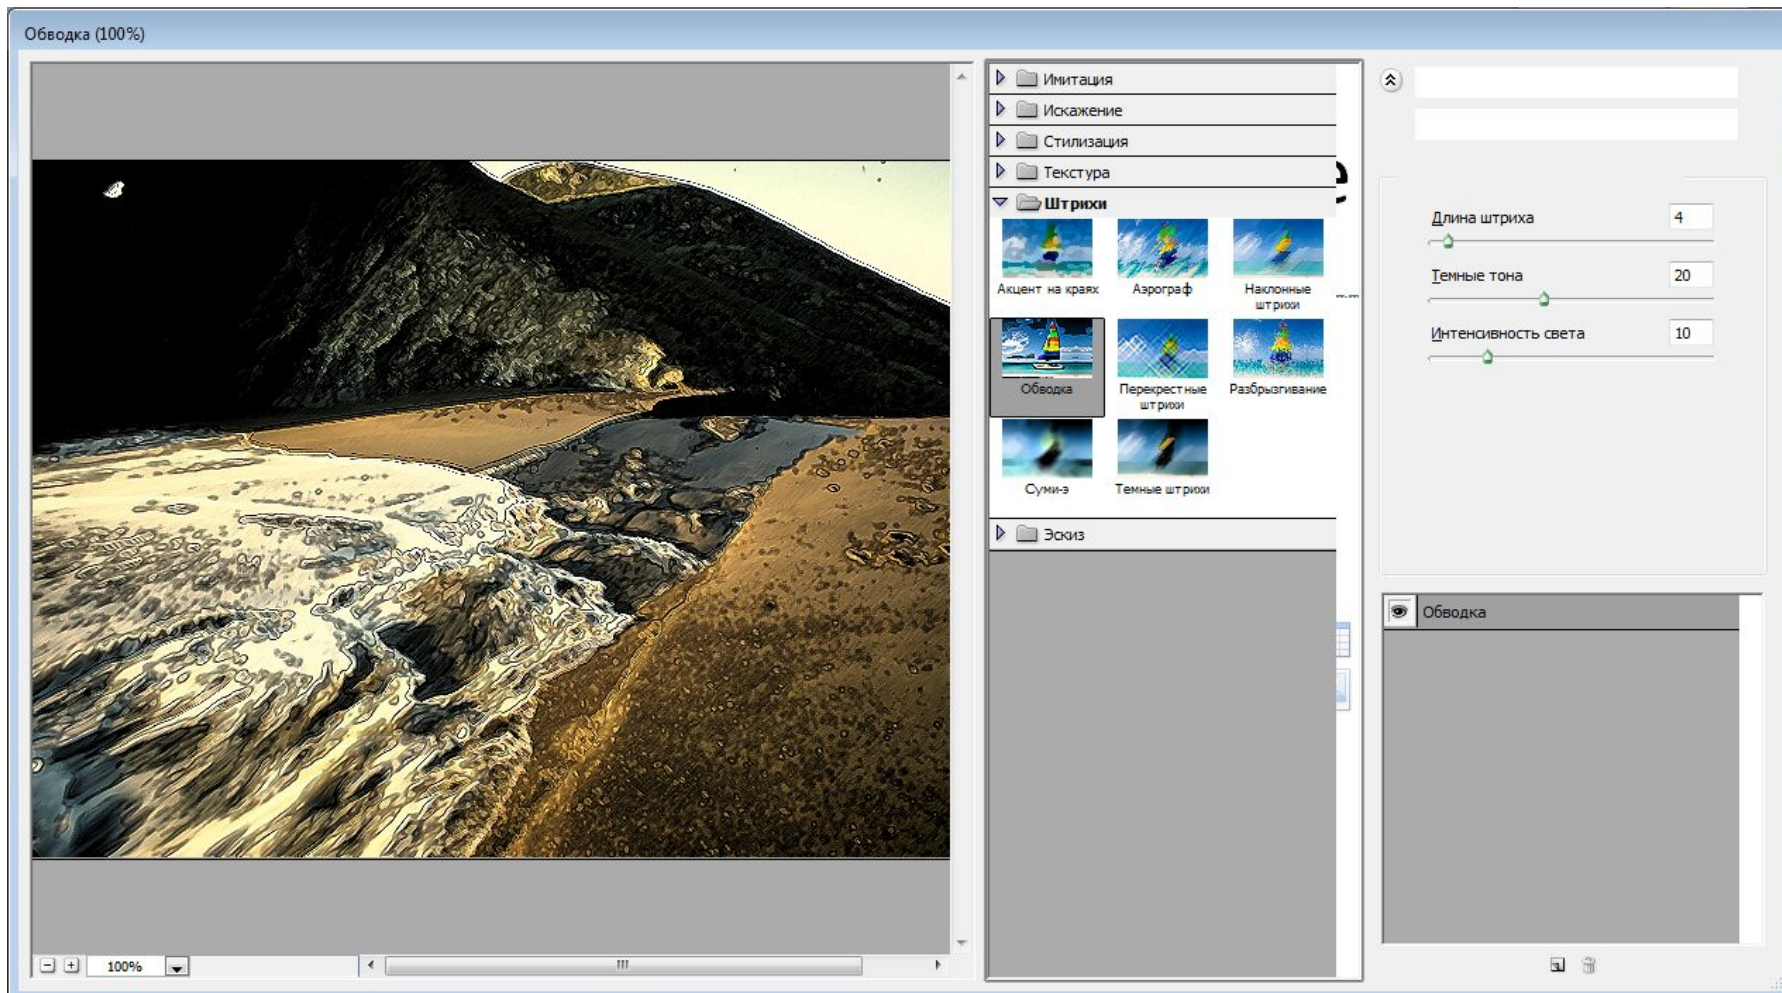 Обводка (100%)
Имитация
Искажение
Стилизация
Текстура
Штрихи
Акцент на краях
Аэрограф
Наклонные
штрихи
Обводка
Перекрестные
штрихи
Разбрызгивание
Суми-э
Темные штрихи
Эскиз
е
Длина штриха 4
Темные тона 20
Интенсивность света 10
Обводка
100%